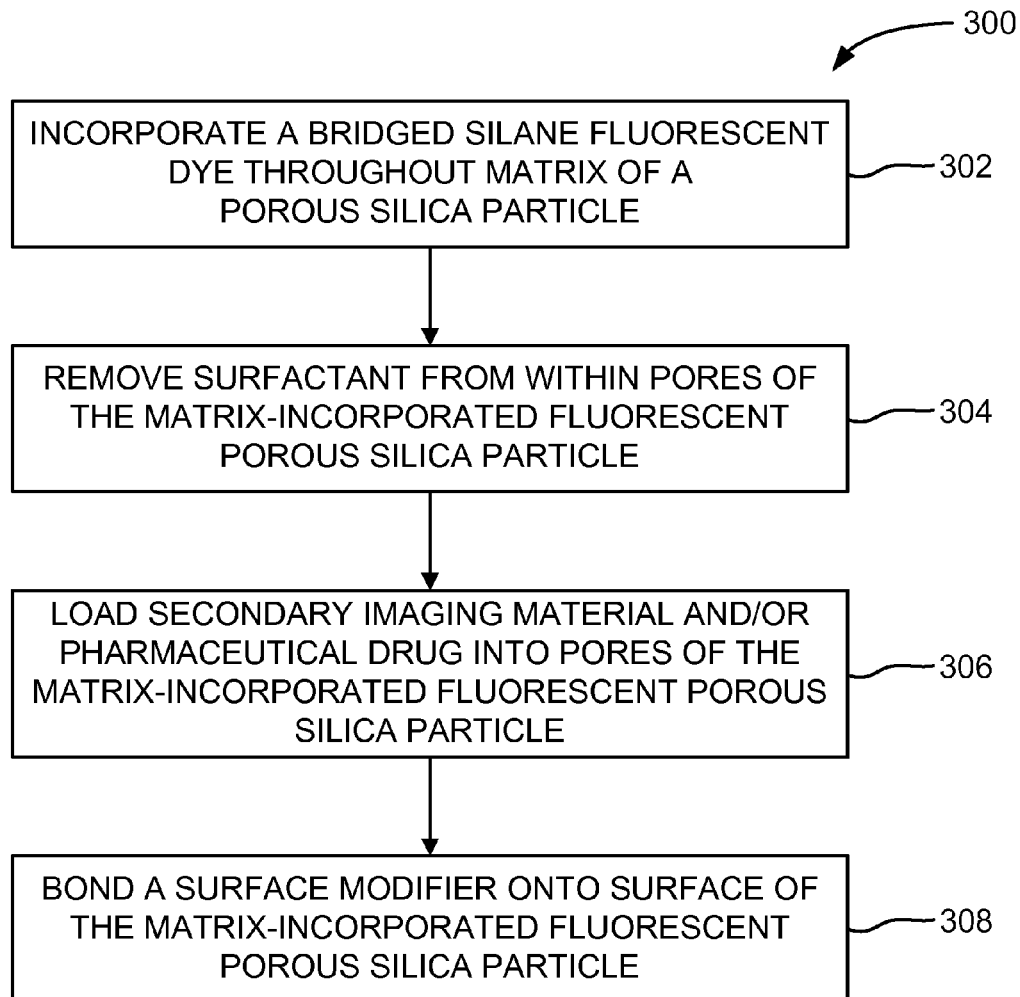 300
INCORPORATE A BRIDGED SILANE FLUORESCENT
DYE THROUGHOUT MATRIX OF A
POROUS SILICA PARTICLE
302
REMOVE SURFACTANT FROM WITHIN PORES OF
THE MATRIX-INCORPORATED FLUORESCENT
POROUS SILICA PARTICLE
304
LOAD SECONDARY IMAGING MATERIAL AND/OR
PHARMACEUTICAL DRUG INTO PORES OF THE
MATRIX-INCORPORATED FLUORESCENT POROUS
SILICA PARTICLE
306
BOND A SURFACE MODIFIER ONTO SURFACE OF
THE MATRIX-INCORPORATED FLUORESCENT
POROUS SILICA PARTICLE
308